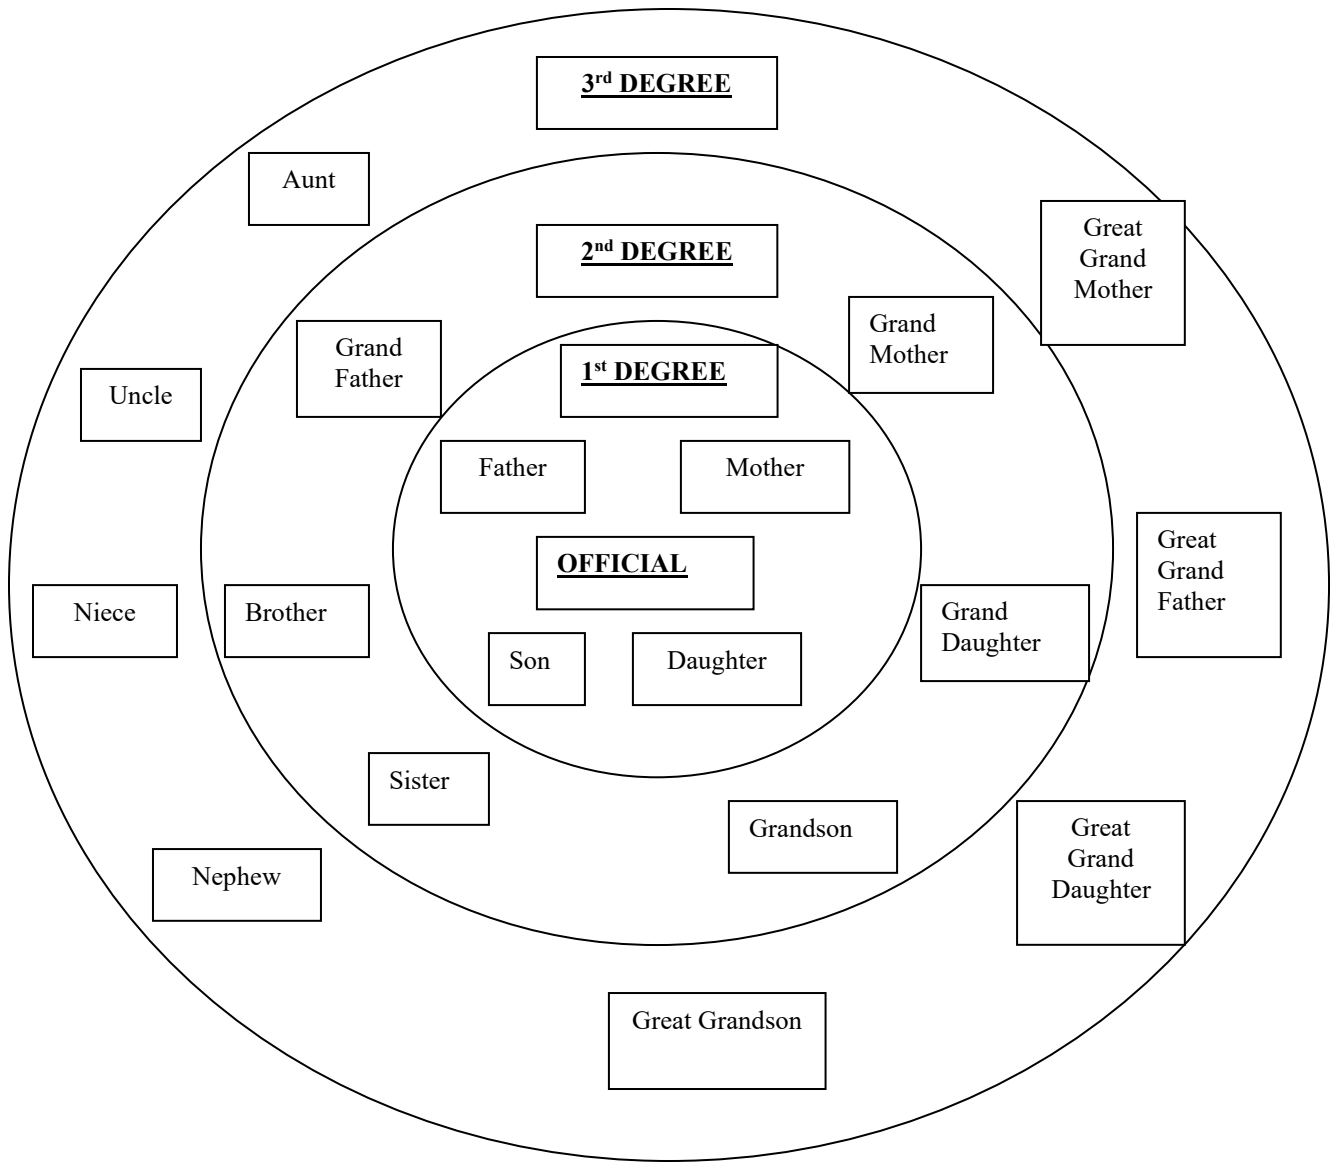 3rd DEGREE
Aunt
Great
Grand
Mother
2nd DEGREE
Grand
Mother
Grand
Father
1st DEGREE
Uncle
Father
Mother
Great
Grand
Father
OFFICIAL
Niece
Brother
Grand
Daughter
Son
Daughter
Sister
Grandson
Great
Grand
Daughter
Nephew
Great Grandson